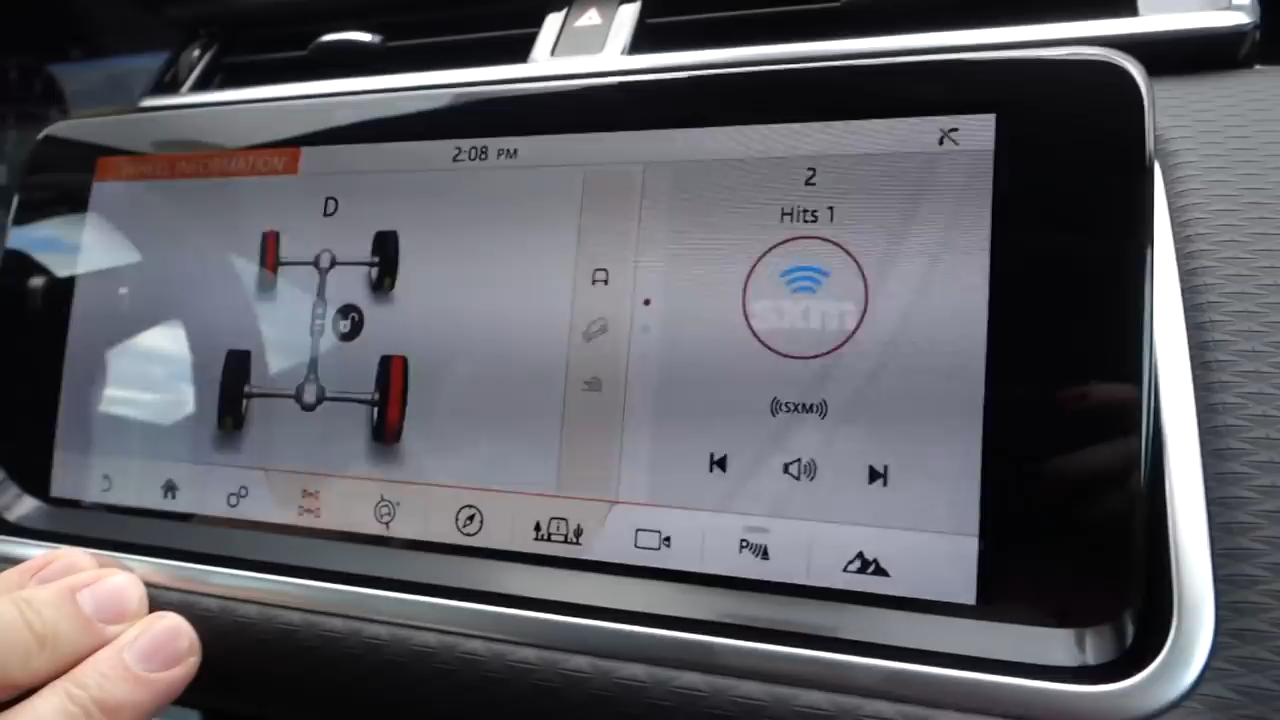 WHEEL INFORMATION
2:08 PM
D
2
Hits 1
sxm
((SXM))
P